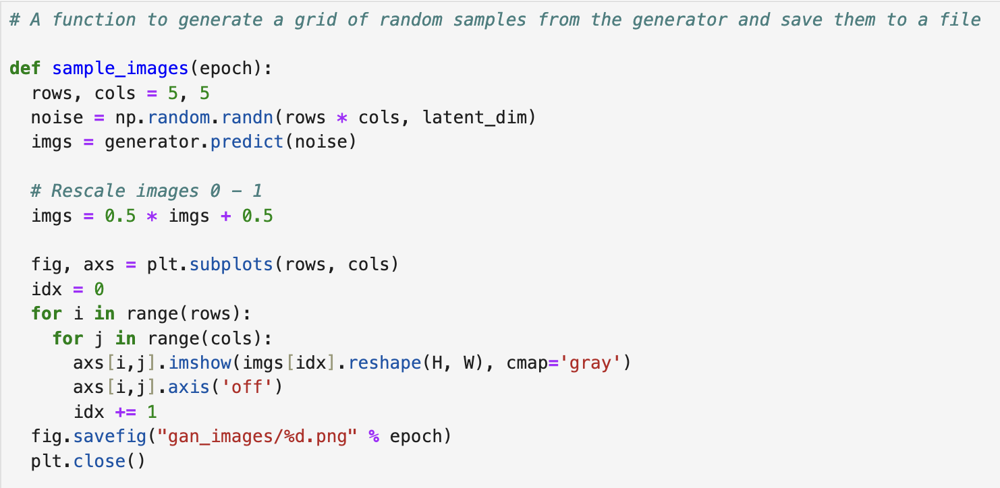 # A function to generate a grid of random samples from the generator and save them to a file

def sample_images(epoch):
  rows, cols = 5, 5
  noise = np.random.randn(rows * cols, latent_dim)
  imgs = generator.predict(noise)

  # Rescale images 0 - 1
  imgs = 0.5 * imgs + 0.5

  fig, axs = plt.subplots(rows, cols)
  idx = 0
  for i in range(rows):
    for j in range(cols):
      axs[i,j].imshow(imgs[idx].reshape(H, W), cmap='gray')
      axs[i,j].axis('off')
      idx += 1
  fig.savefig("gan_images/%d.png" % epoch)
  plt.close()